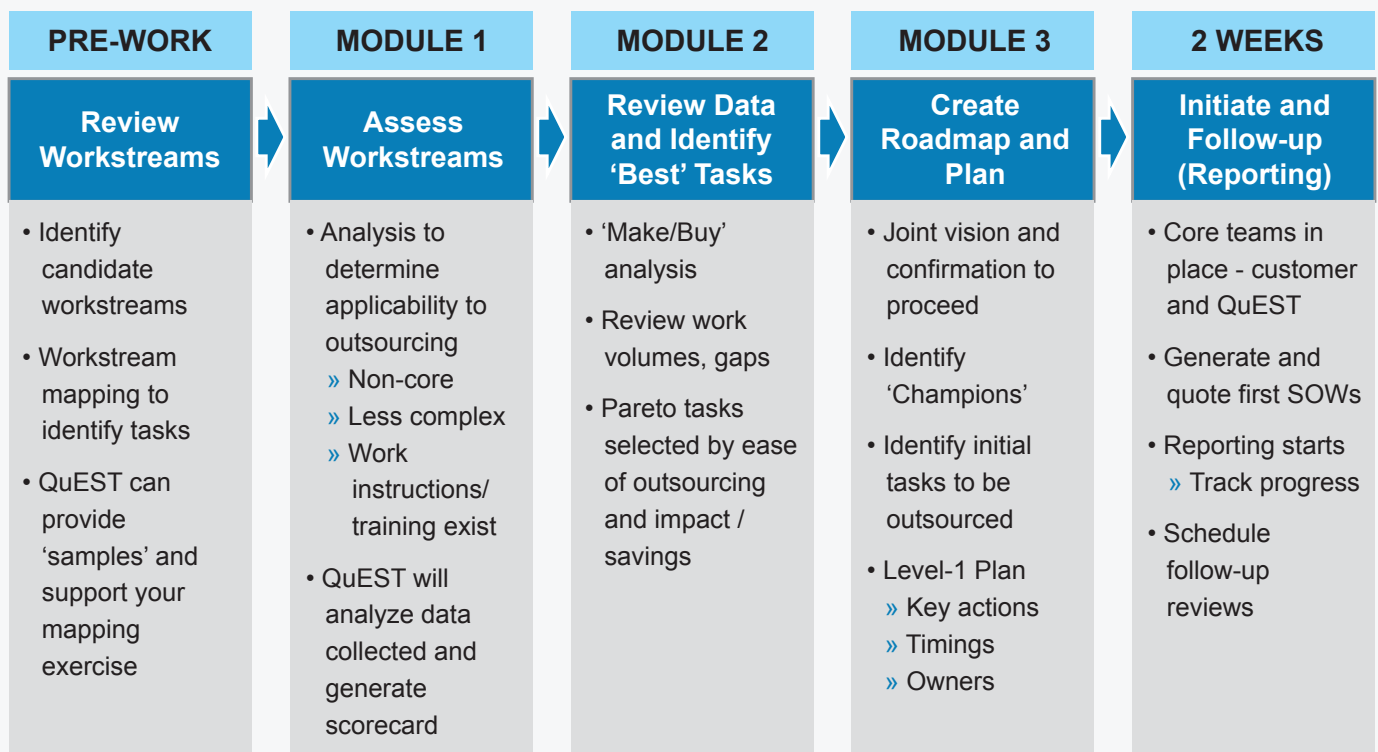 PRE-WORK
Review
Workstreams
• Identify
candidate
workstreams
• Workstream
mapping to
identify tasks
• QuEST can
provide
‘samples’ and
support your
mapping
exercise
MODULE 1
Assess
Workstreams
• Analysis to
determine
applicability to
outsourcing
» Non-core
» Less complex
» Work
instructions/
training exist
• QuEST will
analyze data
collected and
generate
scorecard
MODULE 2
Review Data
and Identify
‘Best’ Tasks
• ‘Make/Buy’
analysis
• Review work
volumes, gaps
• Pareto tasks
selected by ease
of outsourcing
and impact /
savings
MODULE 3
Create
Roadmap and
Plan
• Joint vision and
confirmation to
proceed
• Identify
‘Champions’
• Identify initial
tasks to be
outsourced
• Level-1 Plan
» Key actions
» Timings
» Owners
2 WEEKS
Initiate and
Follow-up
(Reporting)
• Core teams in
place - customer
and QuEST
• Generate and
quote first SOWs
• Reporting starts
» Track progress
• Schedule
follow-up
reviews